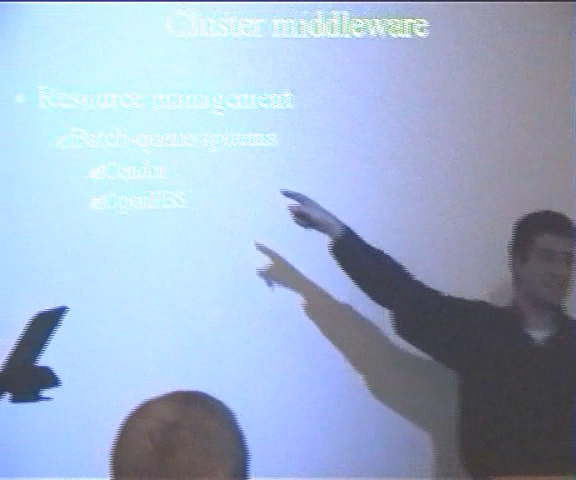 Cluster middleware
• Resource management
Batch-queue systems
Condor
OpenPBS